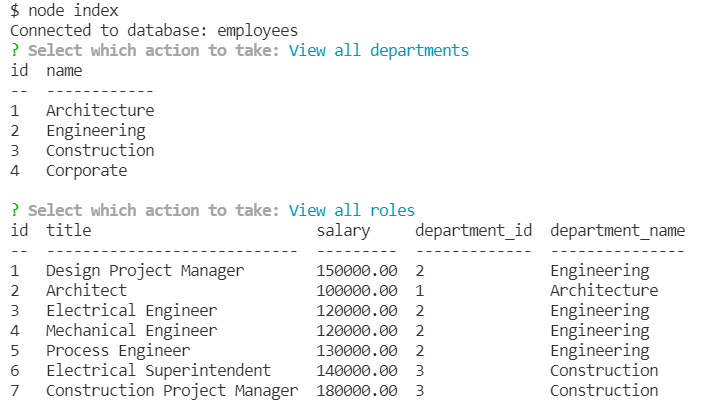 $ node index
Connected to database: employees
? Select which action to take: View all departments
id  name
--  ------------
1   Architecture
2   Engineering
3   Construction
4   Corporate
? Select which action to take: View all roles
id  title                         salary     department_id  department_name
--  ----------------------------  ---------  -------------  ---------------
1   Design Project Manager        150000.00  2              Engineering
2   Architect                     100000.00  1              Architecture
3   Electrical Engineer           120000.00  2              Engineering
4   Mechanical Engineer           120000.00  2              Engineering
5   Process Engineer              130000.00  2              Engineering
6   Electrical Superintendent     140000.00  3              Construction
7   Construction Project Manager  180000.00  3              Construction